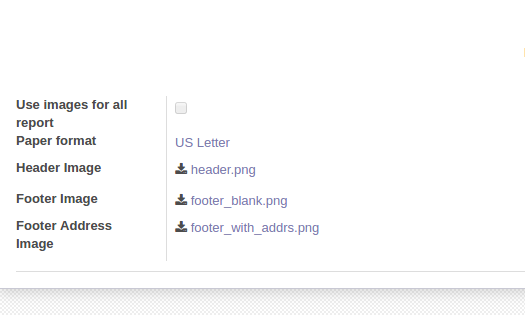 Use images for all
report
Paper format
US Letter
Header Image
header.png
Footer Image
footer_blank.png
Footer Address
Image
footer_with_addrs.png